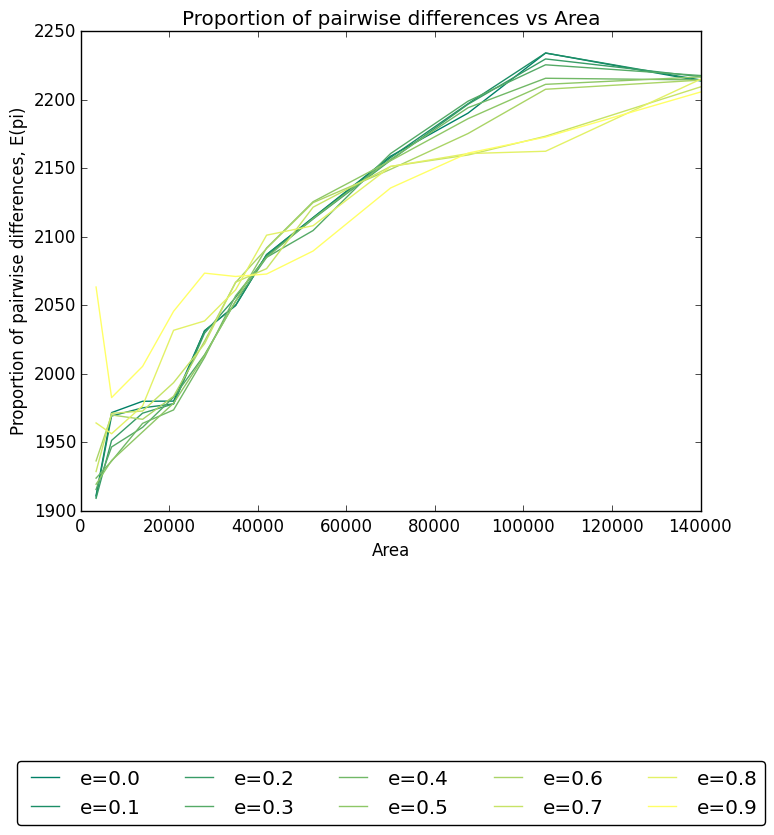 Proportion of pairwise differences vs Area
2250
2200
2150
2100
2050
2000
1950
1900
Proportion of pairwise differences, E(pi)
0 20000 40000 60000 80000 100000 120000 140000
Area
e=0.0 e=0.2 e=0.4 e=0.6 e=0.8
e=0.1 e=0.3 e=0.5 e=0.7 e=0.9